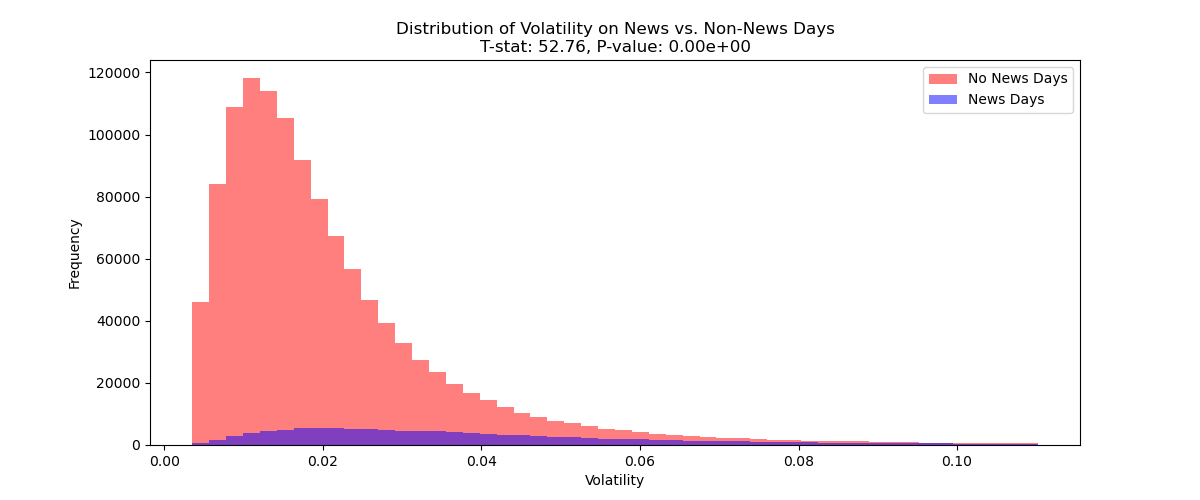 Distribution of Volatility on News vs. Non-News Days
T-stat: 52.76, P-value: 0.00e+00
No News Days
News Days
120000
100000
80000
60000
40000
20000
0
Frequency
0.00
0.02
0.04
0.06
0.08
0.10
Volatility